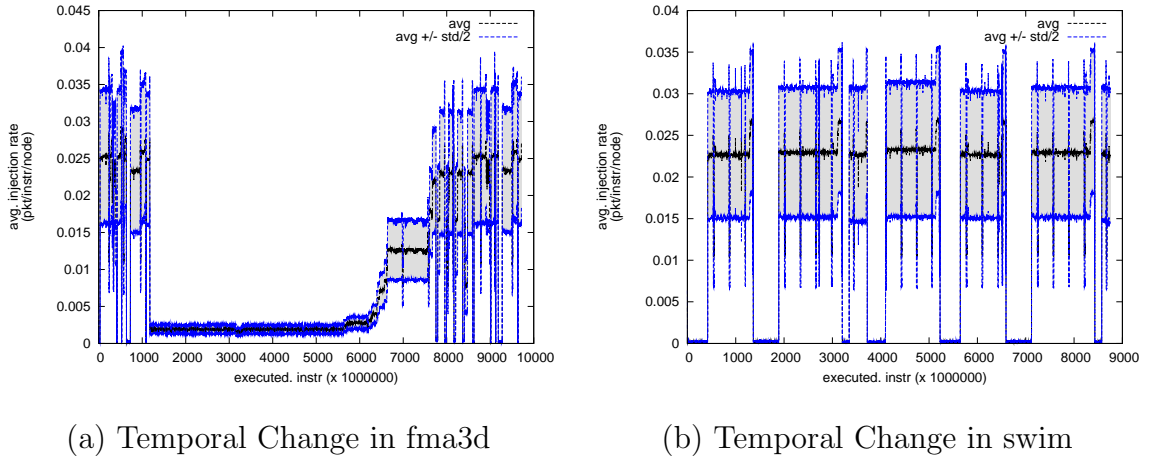 0.045
0.04
0.035
0.03
0.025
0.02
0.015
0.01
0.005
0
avg. injection rate
(pkt/instr/node)
avg
avg +/- std/2
0 1000 2000 3000 4000 5000 6000 7000 8000 9000 10000
executed. instr (x 1000000)
(a) Temporal Change in fma3d
0.04
0.035
0.03
0.025
0.02
0.015
0.01
0.005
0
avg. injection rate
(pkt/instr/node)
avg
avg +/- std/2
0 1000 2000 3000 4000 5000 6000 7000 8000 9000
executed. instr (x 1000000)
(b) Temporal Change in swim